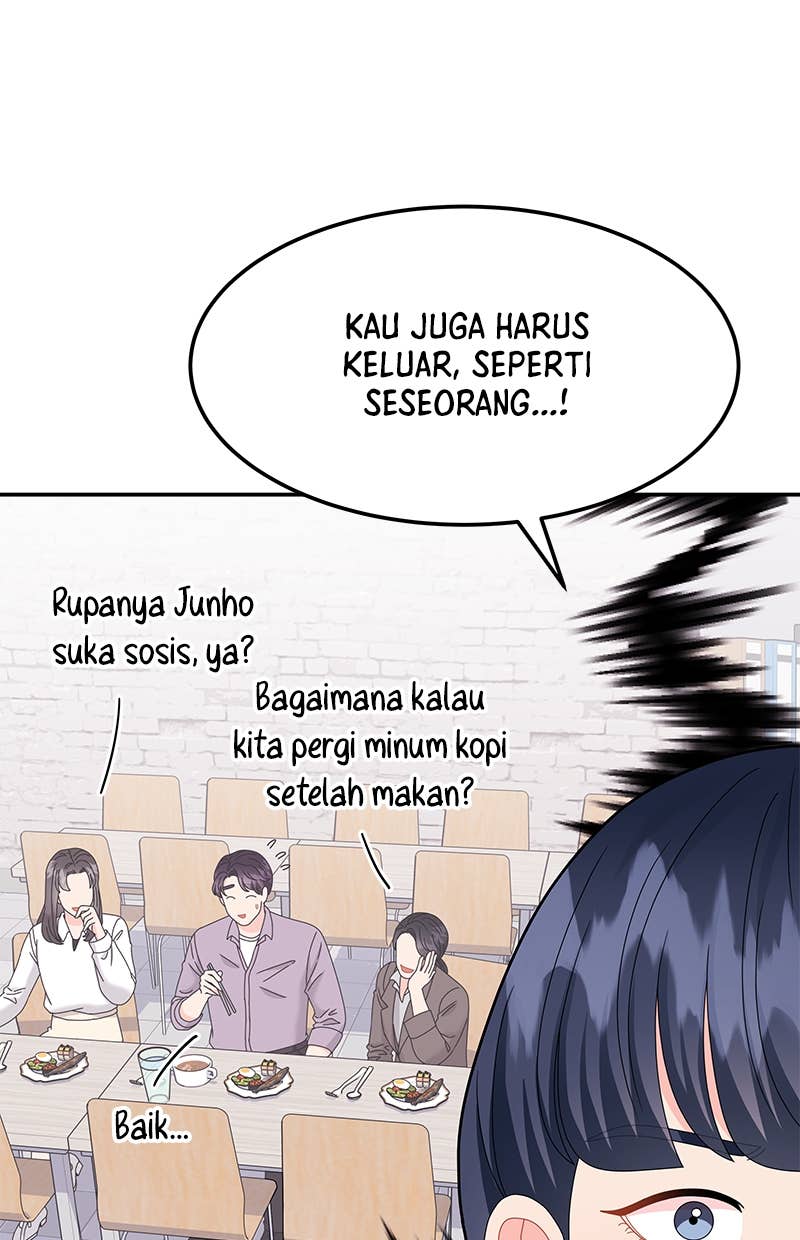 KAU JUGA HARUS
KELUAR, SEPERTI
SESEORANG...!
Rupanya Junho
suka sosis, ya?
Bagaimana kalau
kita pergi minum kopi
setelah makan?
Baik...